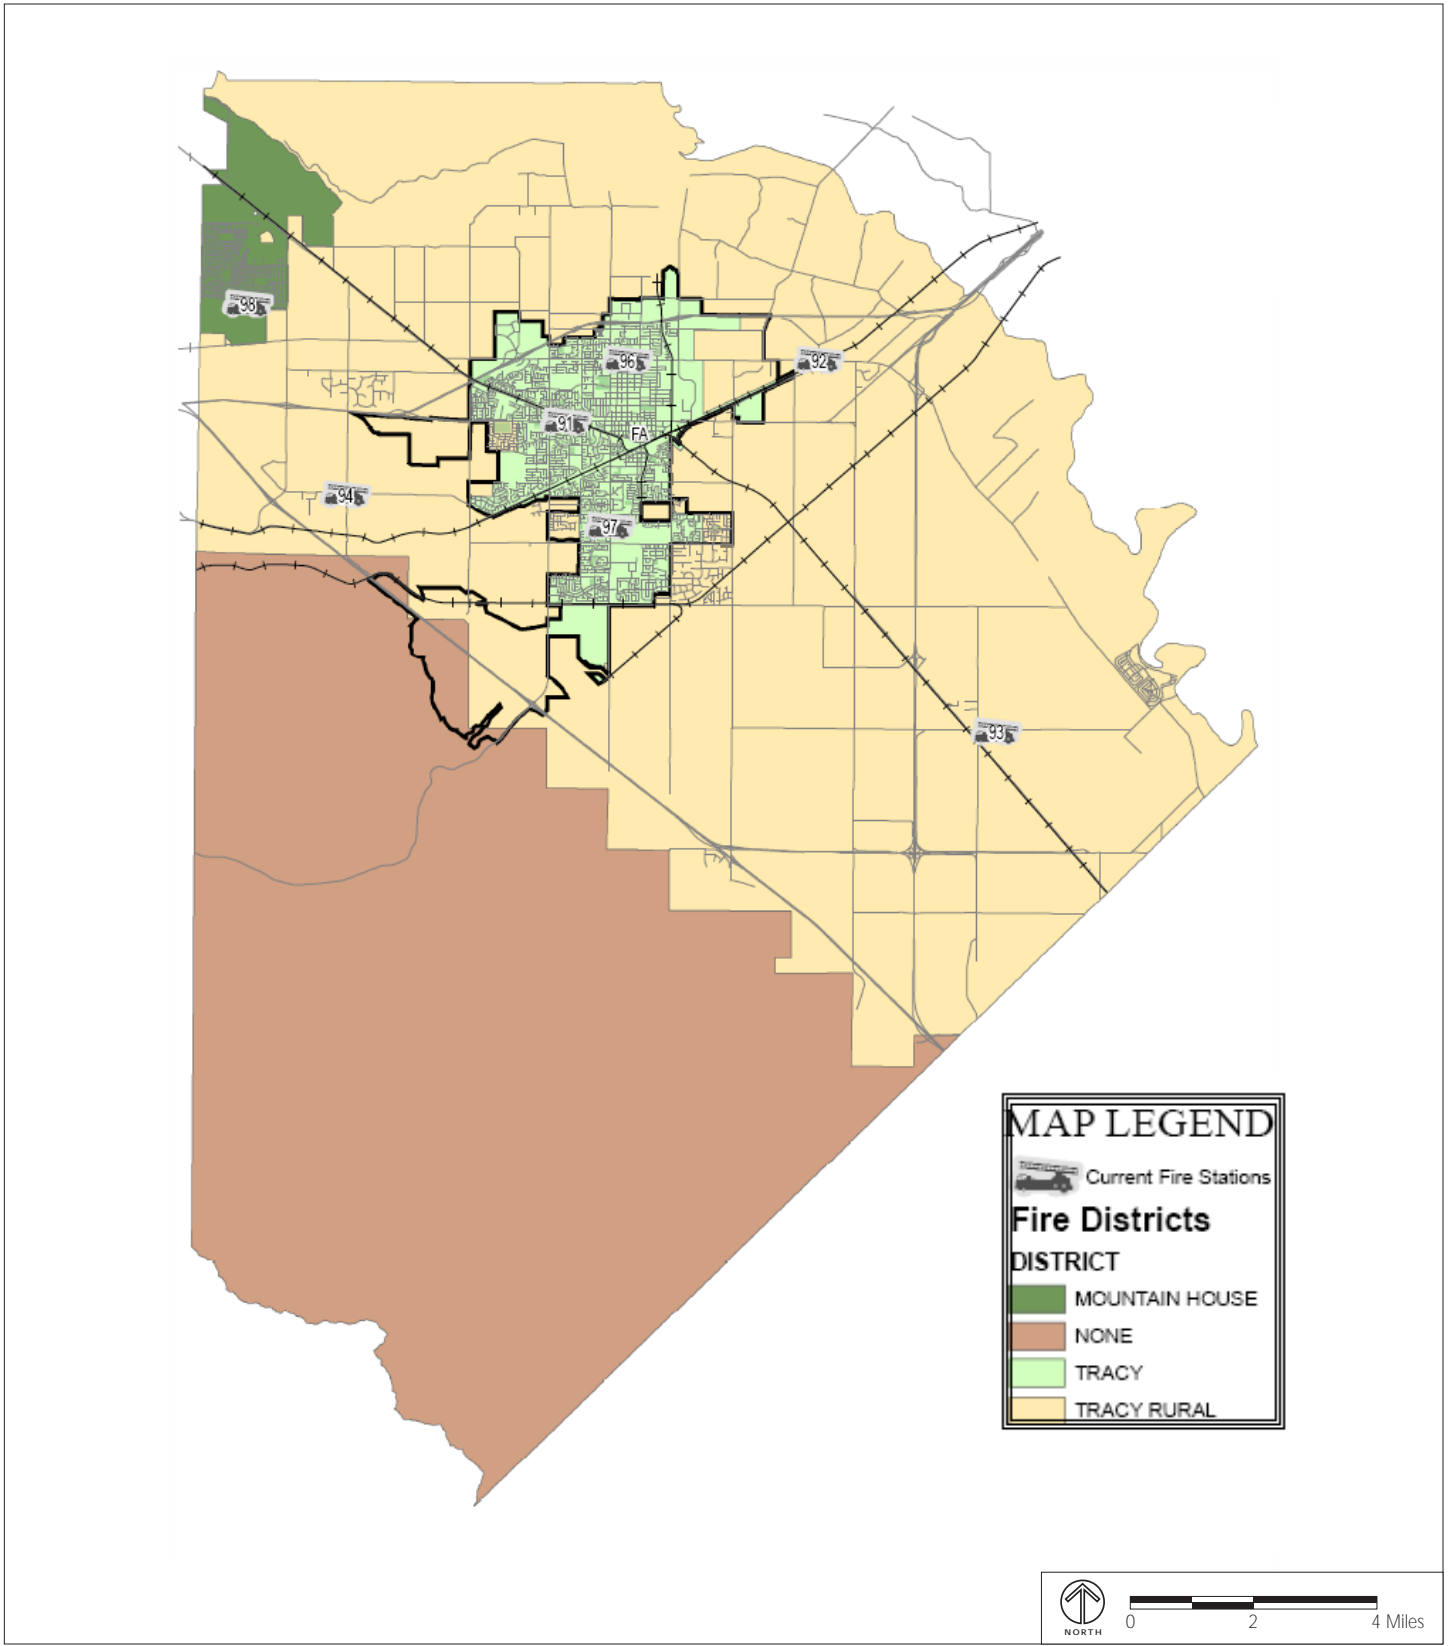 98
96
92
91
FA
94
97
93
MAP LEGEND
Current Fire Stations
Fire Districts
DISTRICT
MOUNTAIN HOUSE
NONE
TRACY
TRACY RURAL
NORTH
0 2 4 Miles